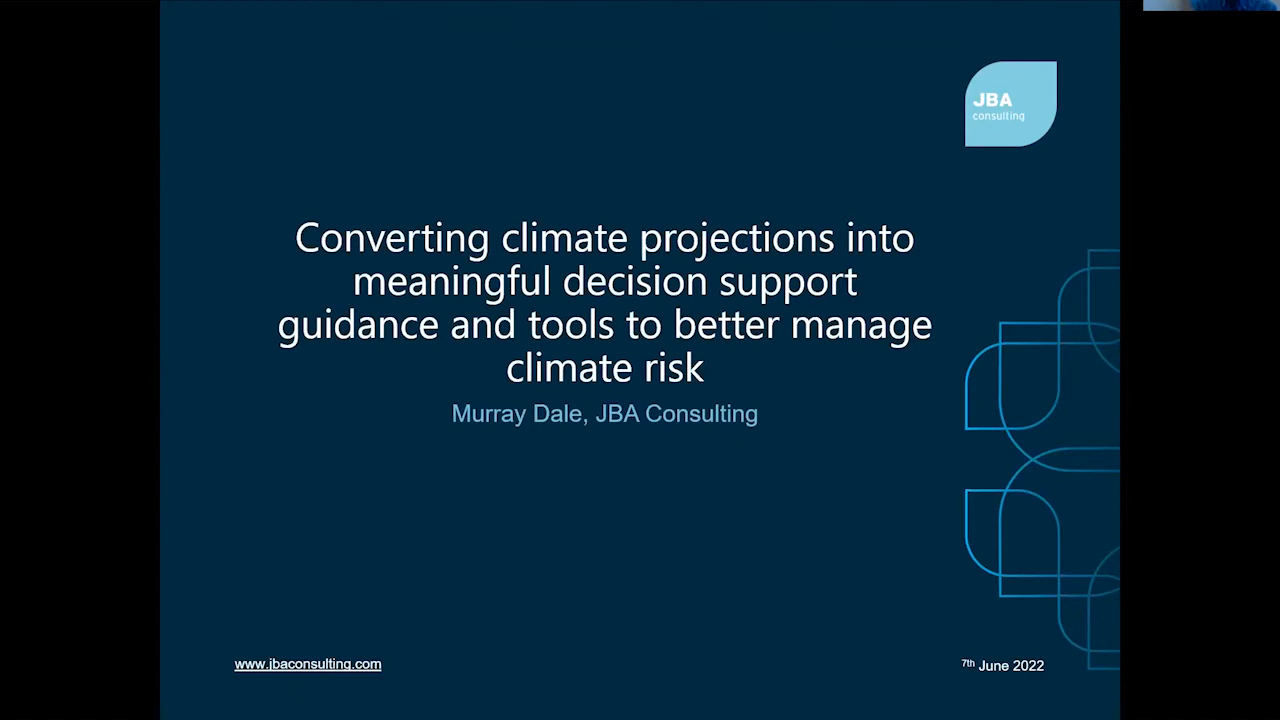 JBA
consulting
Converting climate projections into
meaningful decision support
guidance and tools to better manage
climate risk
Murray Dale, JBA Consulting
www.jbaconsulting.com
7th June 2022